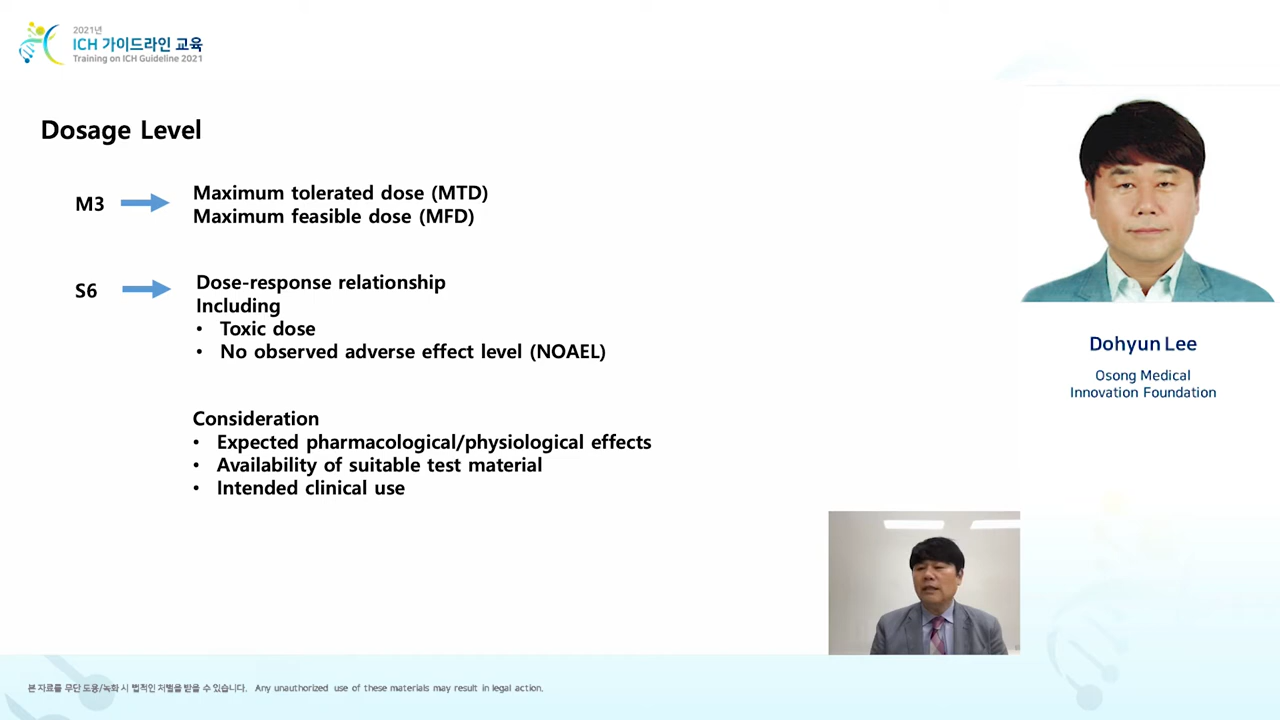 2021년
ICH 가이드라인 교육
Training on ICH Guideline 2021
Dosage Level
M3
Maximum tolerated dose (MTD)
Maximum feasible dose (MFD)
S6
Dose-response relationship
Including
• Toxic dose
• No observed adverse effect level (NOAEL)
Consideration
• Expected pharmacological/physiological effects
• Availability of suitable test material
• Intended clinical use
Dohyun Lee
Osong Medical
Innovation Foundation
본 자료를 무단 도용/녹화 시 법적인 처벌을 받을 수 있습니다. Any unauthorized use of these materials may result in legal action.